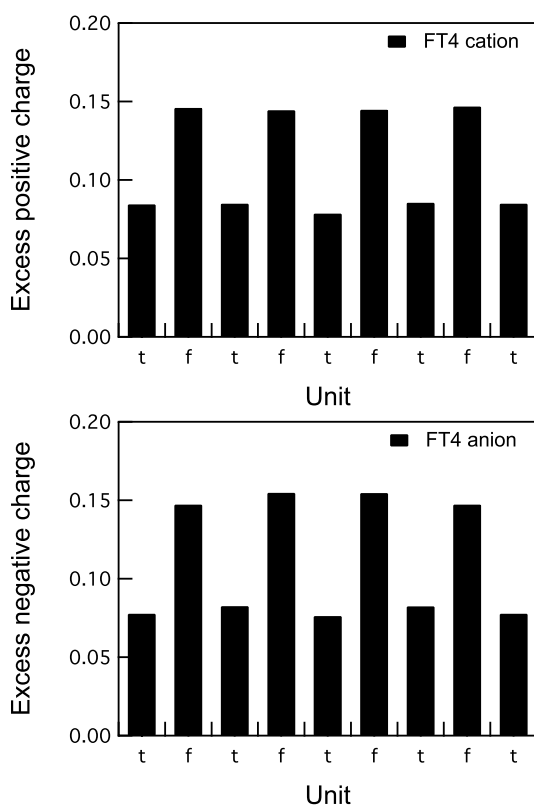 0.20
FT4 cation
0.15
0.10
0.05
0.00
Excess positive charge
t f t f t f t f t
Unit
0.20
FT4 anion
0.15
0.10
0.05
0.00
Excess negative charge
t f t f t f t f t
Unit